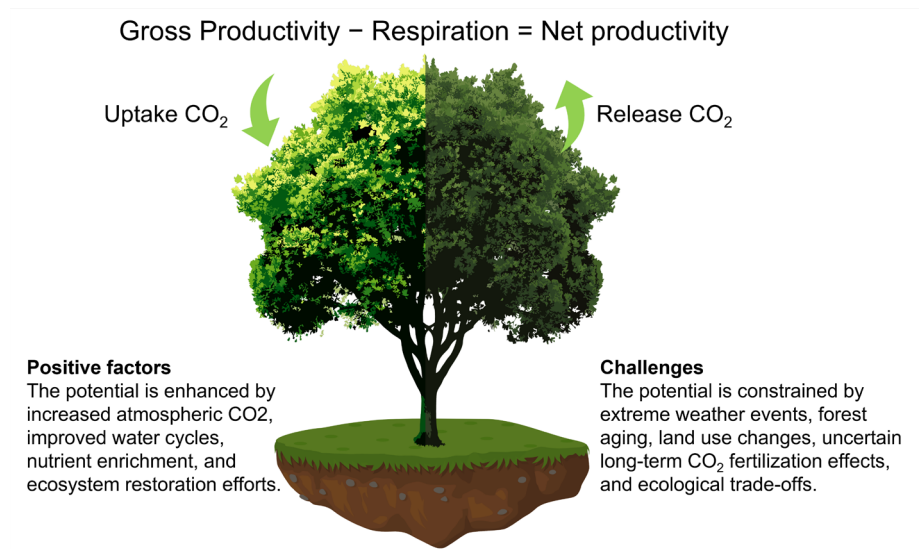 Gross Productivity − Respiration = Net productivity
Uptake CO₂
Release CO₂
Positive factors
The potential is enhanced by
increased atmospheric CO2,
improved water cycles,
nutrient enrichment, and
ecosystem restoration efforts.
Challenges
The potential is constrained by
extreme weather events, forest
aging, land use changes, uncertain
long-term CO₂ fertilization effects,
and ecological trade-offs.